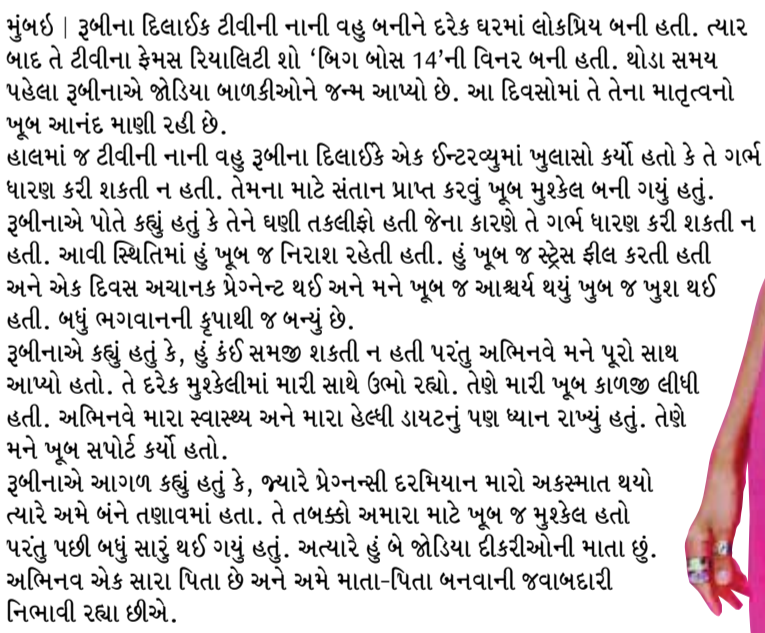 મુંબઇ | રૂબીના દિલાઈક ટીવીની નાની વહુ બનીને દરેક ઘરમાં લોકપ્રિય બની હતી. ત્યાર
બાદ તે ટીવીના ફેમસ રિયાલિટી શો ‘બિગ બોસ 14’ની વિનર બની હતી. થોડા સમય
પહેલા રૂબીનાએ જોડિયા બાળકીઓને જન્મ આપ્યો છે. આ દિવસોમાં તે તેના માતૃત્વનો
ખૂબ આનંદ માણી રહી છે.
હાલમાં જ ટીવીની નાની વહુ રૂબીના દિલાઈકે એક ઈન્ટરવ્યુમાં ખુલાસો કર્યો હતો કે તે ગર્ભ
ધારણ કરી શકતી ન હતી. તેમના માટે સંતાન પ્રાપ્ત કરવું ખૂબ મુશ્કેલ બની ગયું હતું.
રૂબીનાએ પોતે કહ્યું હતું કે તેને ઘણી તકલીફો હતી જેના કારણે તે ગર્ભ ધારણ કરી શકતી ન
હતી. આવી સ્થિતિમાં હું ખૂબ જ નિરાશ રહેતી હતી. હું ખૂબ જ સ્ટ્રેસ ફીલ કરતી હતી
અને એક દિવસ અચાનક પ્રેગ્નેન્ટ થઈ અને મને ખૂબ જ આશ્ચર્ય થયું ખુબ જ ખુશ થઈ
હતી. બધું ભગવાનની કૃપાથી જ બન્યું છે.
રૂબીનાએ કહ્યું હતું કે, હું કંઈ સમજી શકતી ન હતી પરંતુ અભિનવે મને પૂરો સાથ
આપ્યો હતો. તે દરેક મુશ્કેલીમાં મારી સાથે ઉભો રહ્યો. તેણે મારી ખૂબ કાળજી લીધી
હતી. અભિનવે મારા સ્વાસ્થ્ય અને મારા હેલ્ધી ડાયટનું પણ ધ્યાન રાખ્યું હતું. તેણે
મને ખૂબ સપોર્ટ કર્યો હતો.
રૂબીનાએ આગળ કહ્યું હતું કે, જ્યારે પ્રેગ્નન્સી દરમિયાન મારો અકસ્માત થયો
ત્યારે અમે બંને તણાવમાં હતા. તે તબક્કો અમારા માટે ખૂબ જ મુશ્કેલ હતો
પરંતુ પછી બધું સારું થઈ ગયું હતું. અત્યારે હું બે જોડિયા દીકરીઓની માતા છું.
અભિનવ એક સારા પિતા છે અને અમે માતા-પિતા બનવાની જવાબદારી
નિભાવી રહ્યા છીએ.